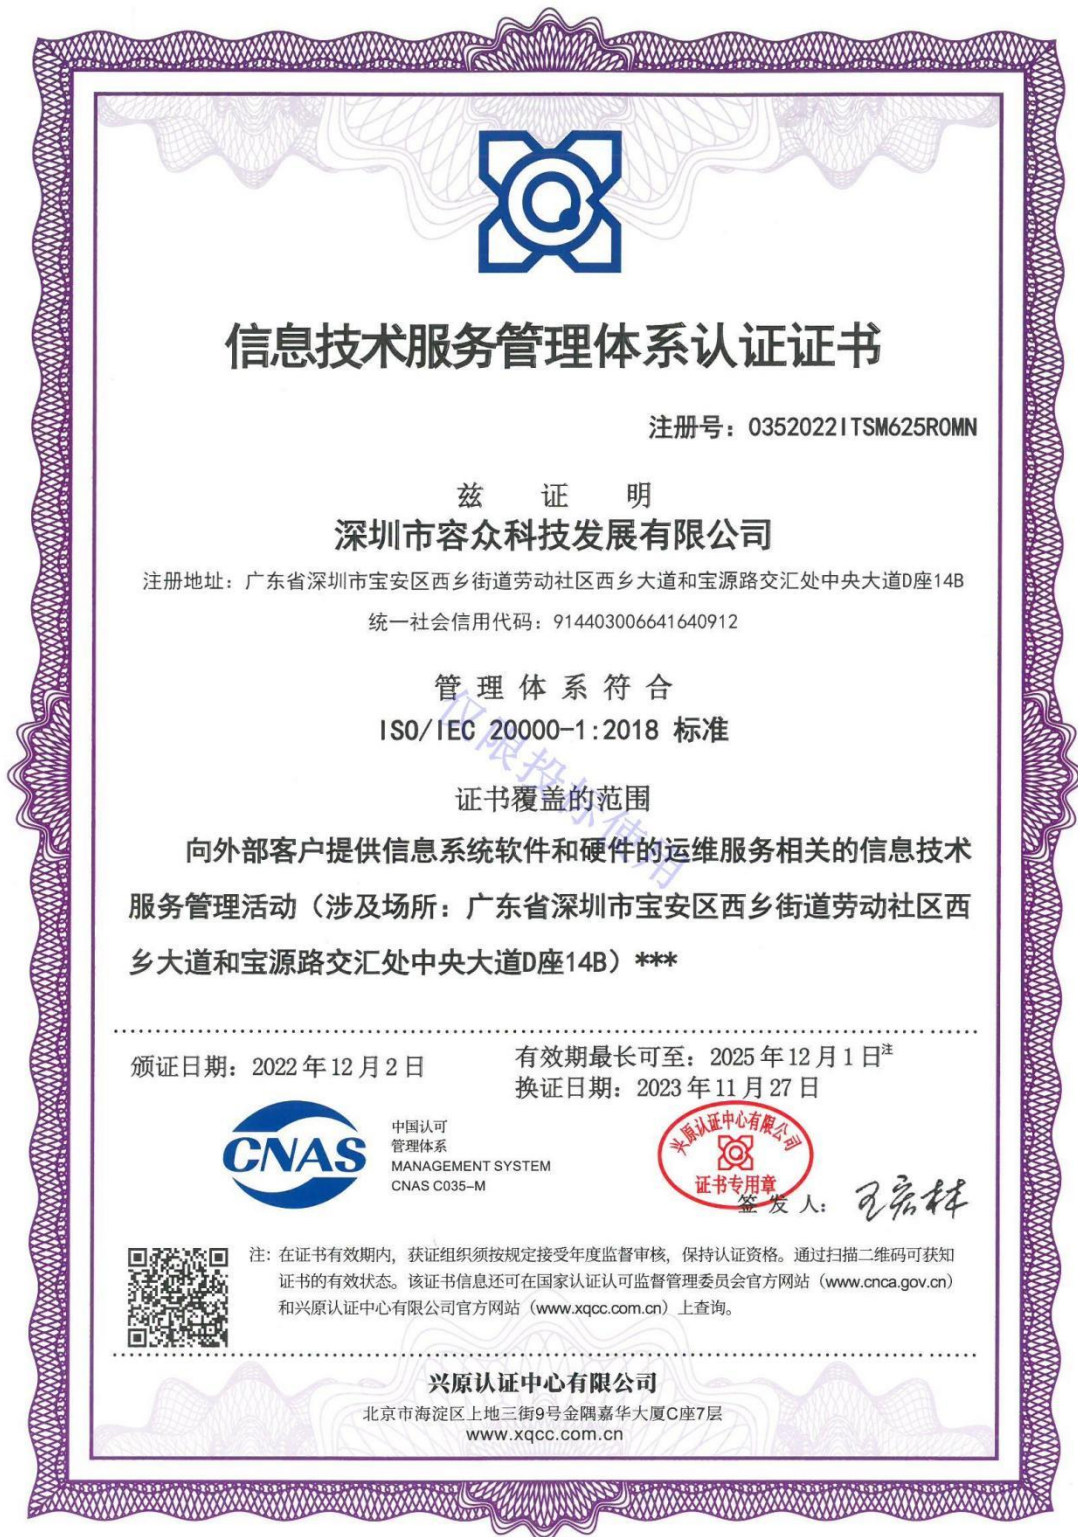 信息技术服务管理体系认证证书
注册号：0352022ITSM625R0MN
兹 证 明
深圳市容众科技发展有限公司
注册地址：广东省深圳市宝安区西乡街道劳动社区西乡大道和宝源路交汇处中央大道D座14B
统一社会信用代码：914403006641640912
管理体系符合
ISO/IEC 20000-1:2018 标准
仅限投标使用
证书覆盖的范围
向外部客户提供信息系统软件和硬件的运维服务相关的信息技术
服务管理活动（涉及场所：广东省深圳市宝安区西乡街道劳动社区西
乡大道和宝源路交汇处中央大道D座14B）***
颁证日期：2022年12月2日
有效期最长可至：2025年12月1日注
换证日期：2023年11月27日
CNAS
中国认可
管理体系
MANAGEMENT SYSTEM
CNAS C035-M
兴原认证中心有限公司
证书专用章
签发人：王宏林
注：在证书有效期内，获证组织须按规定接受年度监督审核，保持认证资格。通过扫描二维码可获知
证书的有效状态。该证书信息还可在国家认证认可监督管理委员会官方网站（www.cnca.gov.cn）
和兴原认证中心有限公司官方网站（www.xqcc.com.cn）上查询。
兴原认证中心有限公司
北京市海淀区上地三街9号金隅嘉华大厦C座7层
www.xqcc.com.cn